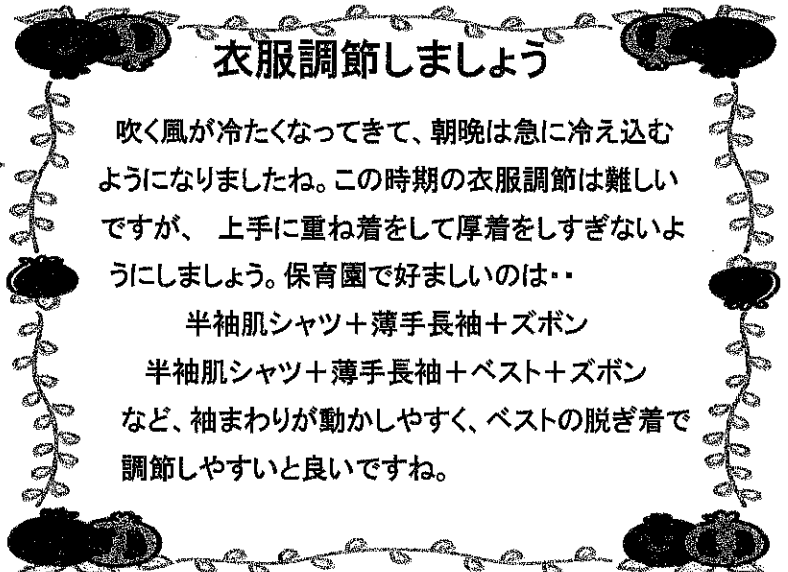 衣服調節しましょう
吹く風が冷たくなってきて、朝晩は急に冷え込む
ようになりましたね。この時期の衣服調節は難しい
ですが、 上手に重ね着をして厚着をしすぎないよ
うにしましょう。保育園で好ましいのは・・
半袖肌シャツ＋薄手長袖＋ズボン
半袖肌シャツ＋薄手長袖＋ベスト＋ズボン
など、袖まわりが動かしやすく、ベストの脱ぎ着で
調節しやすいと良いですね。